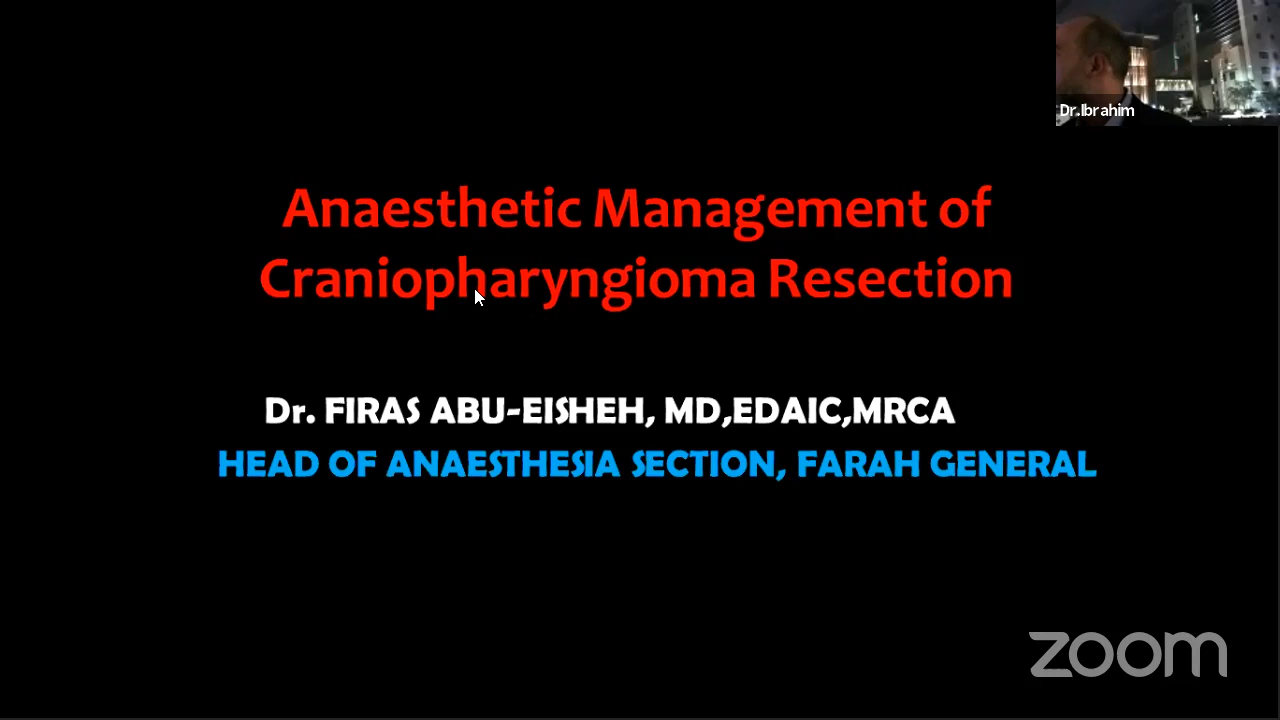 Dr.Ibrahim
Anaesthetic Management of
Craniopharyngioma Resection
Dr. FIRAS ABU-EISHEH, MD,EDAIC,MRCA
HEAD OF ANAESTHESIA SECTION, FARAH GENERAL
zoom